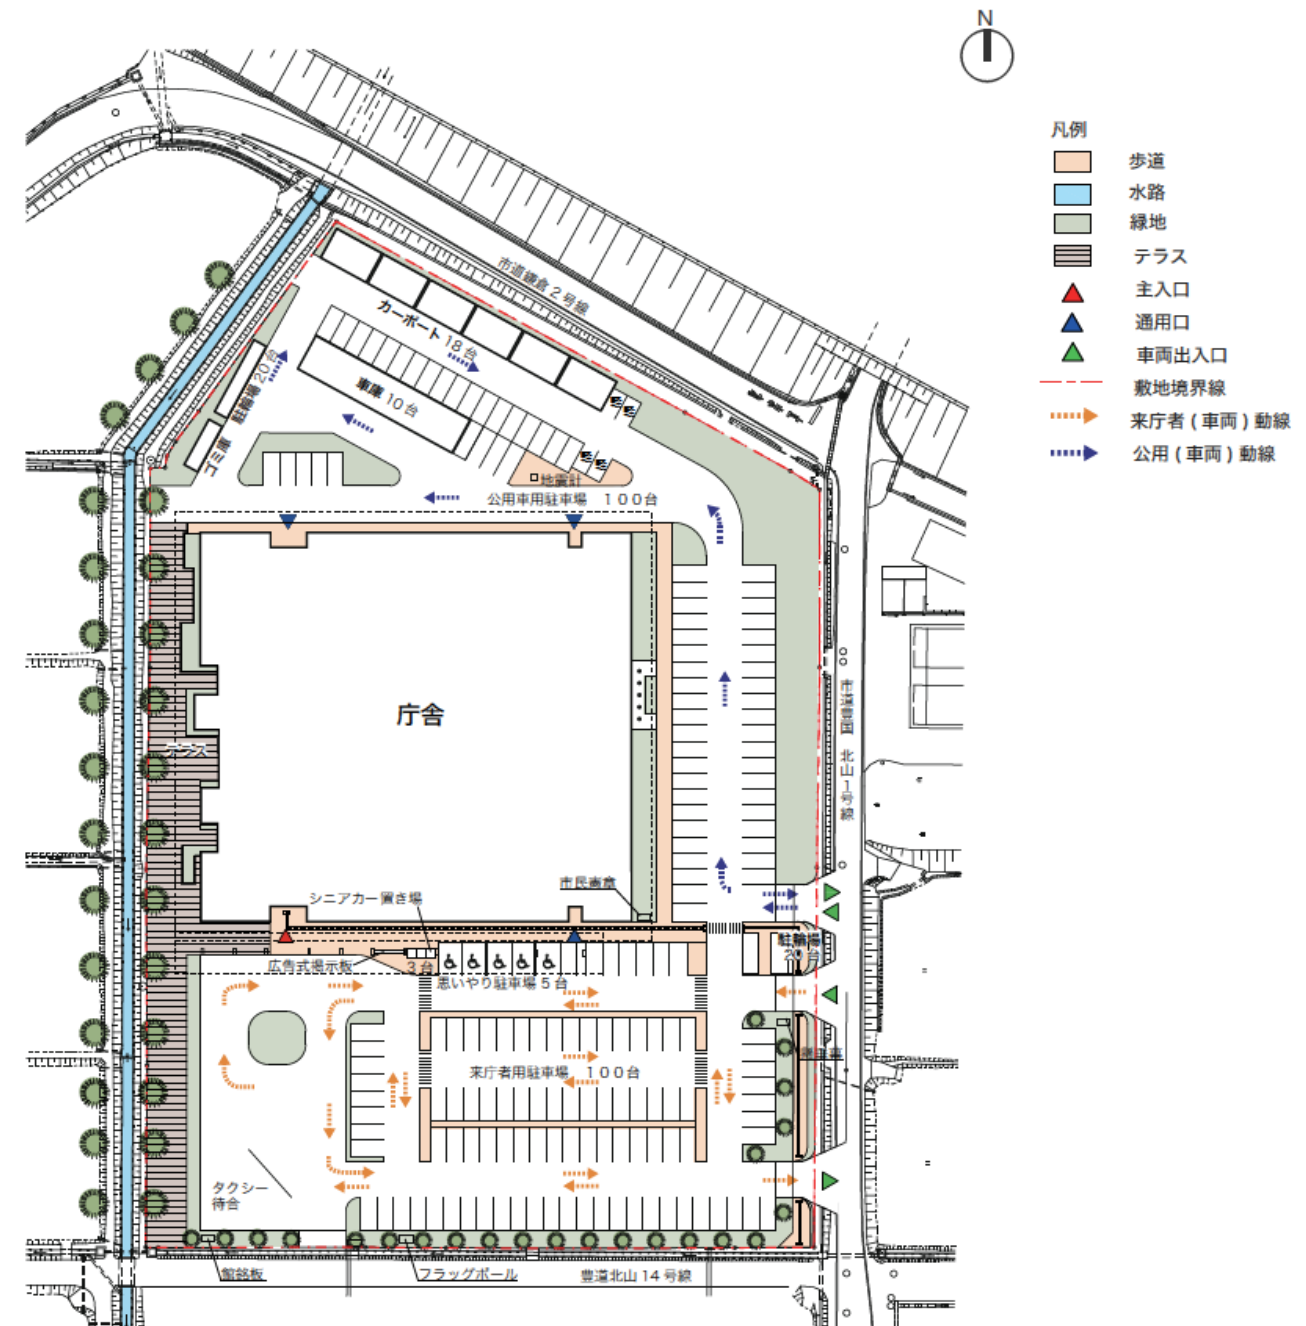 N
凡例
歩道
水路
緑地
テラス
主入口
通用口
車両出入口
敷地境界線
来庁者(車両)動線
公用(車両)動線
市道鎌倉2号線
カーポート18台
車庫10台
駐輪場20台
ゴミ庫
地震計
公用車用駐車場 100台
庁舎
テラス
市道豊国 北山1号線
市民憲章
シニアカー置き場
広告式掲示板
3台
思いやり駐車場5台
駐輪場
20台
来庁者用駐車場 100台
タクシー
待合
館銘板
フラッグポール
豊道北山14号線